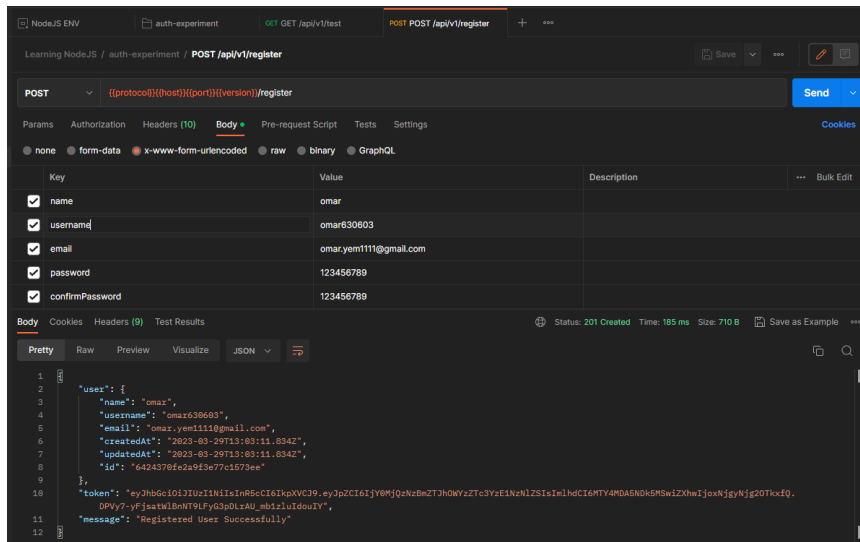 NodeJS ENV auth-experiment GET GET /api/v1/test POST POST /api/v1/register
Learning NodeJS / auth-experiment / POST /api/v1/register Save
POST {{protocol}}{{host}}{{port}}{{version}}/register Send
Params Authorization Headers (10) Body Pre-request Script Tests Settings Cookies
none form-data x-www-form-urlencoded raw binary GraphQL
Key Value Description Bulk Edit
name omar
username omar630603
email omar.yem1111@gmail.com
password 123456789
confirmPassword 123456789
Body Cookies Headers (9) Test Results Status: 201 Created Time: 185 ms Size: 710 B Save as Example
Pretty Raw Preview Visualize JSON
1 {
2 "user": {
3 "name": "omar",
4 "username": "omar630603",
5 "email": "omar.yem1111@gmail.com",
6 "createdAt": "2023-03-29T13:03:11.834Z",
7 "updatedAt": "2023-03-29T13:03:11.834Z",
8 "id": "6424370fe2a9f3e77c1573ee"
9 },
10 "token":
11 "message": "Registered User Successfully"
12 }